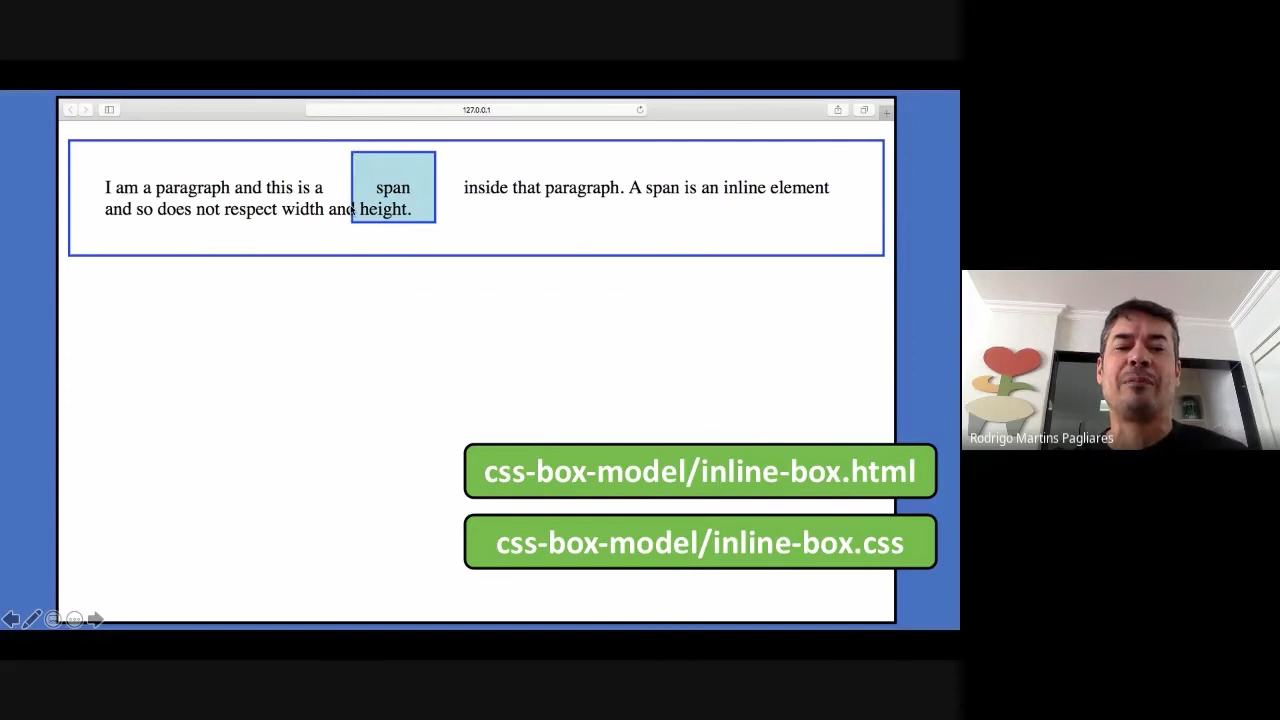 127.0.0.1
I am a paragraph and this is a span inside that paragraph. A span is an inline element
and so does not respect width and height.
css-box-model/inline-box.html
css-box-model/inline-box.css
Rodrigo Martins Pagliares